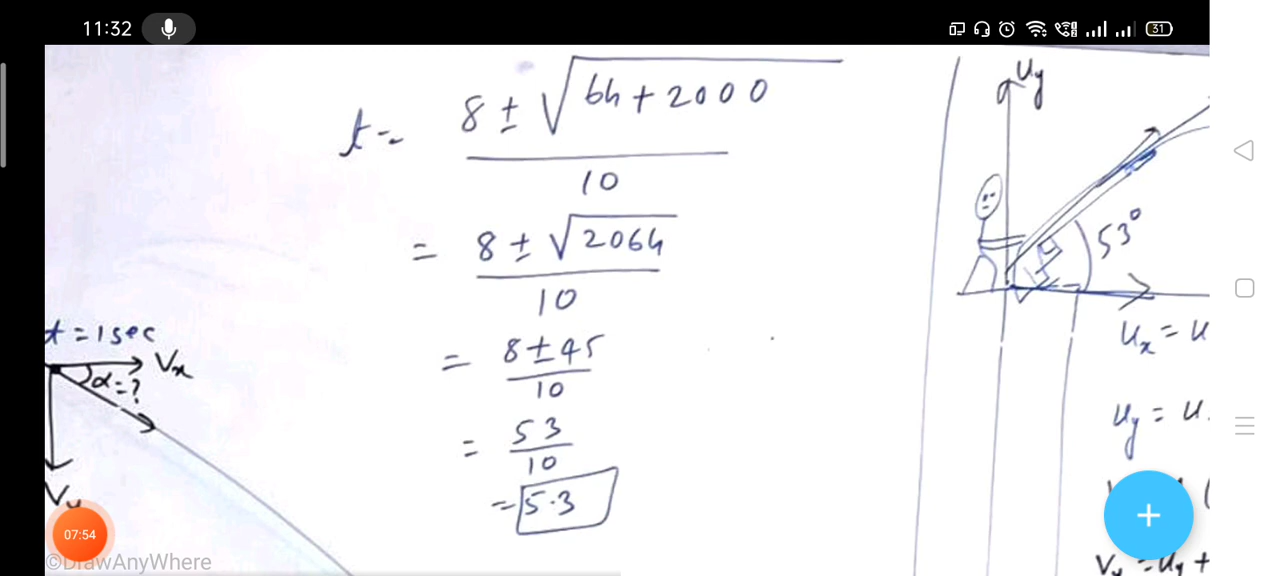 11:32
31
t = 8 ± √64 + 2000 / 10
= 8 ± √2064 / 10
= 8 ± 45 / 10
= 53 / 10
= 5.3
t = 1 sec
Vx
α = ?
Vy
07:54
©DrawAnyWhere
uy
53°
ux = u
uy = u.
Vy = uy +